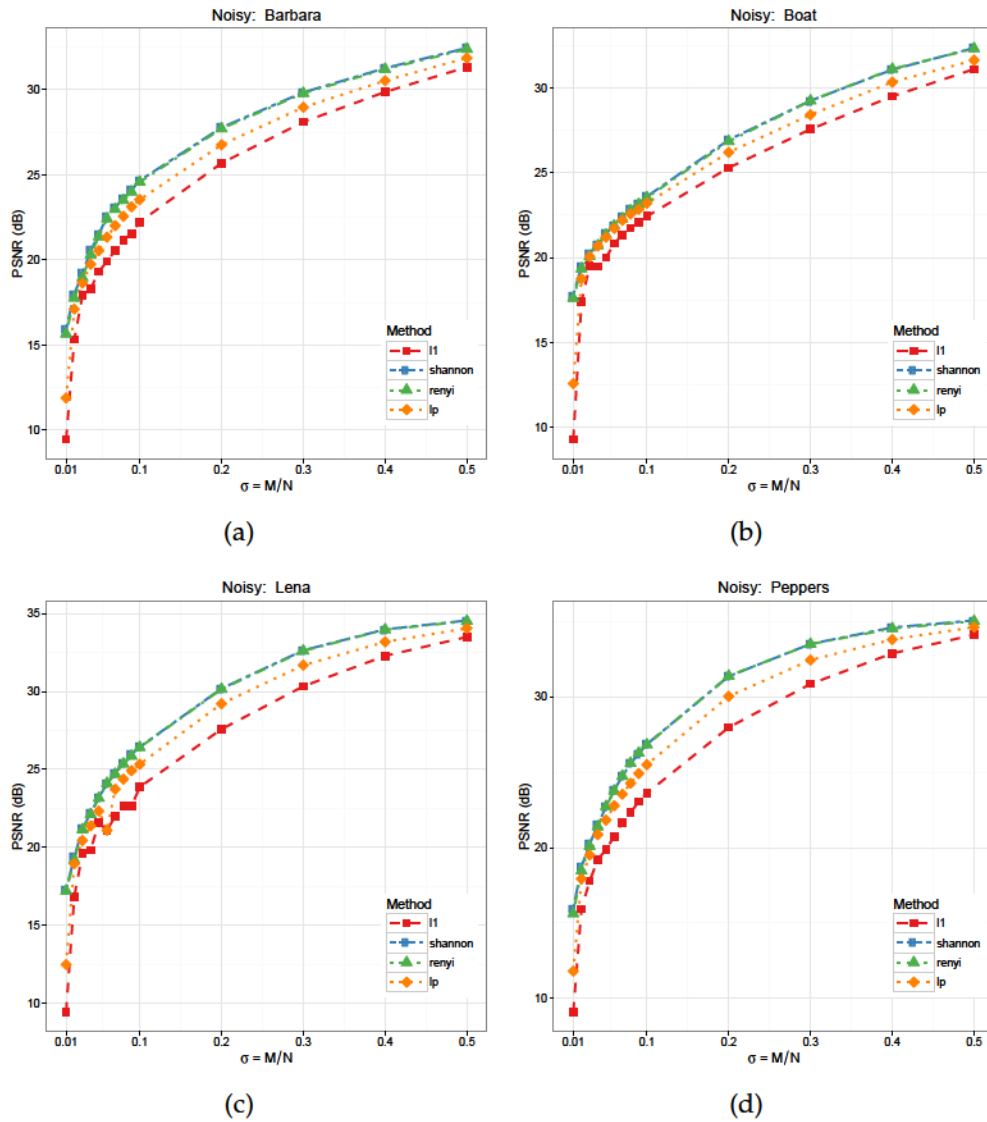 Noisy: Barbara
PSNR (dB)
30
25
20
15
10
0.01 0.1 0.2 0.3 0.4 0.5
σ = M/N
Method
l1
shannon
renyi
lp
(a)
Noisy: Boat
PSNR (dB)
30
25
20
15
10
0.01 0.1 0.2 0.3 0.4 0.5
σ = M/N
Method
l1
shannon
renyi
lp
(b)
Noisy: Lena
PSNR (dB)
35
30
25
20
15
10
0.01 0.1 0.2 0.3 0.4 0.5
σ = M/N
Method
l1
shannon
renyi
lp
(c)
Noisy: Peppers
PSNR (dB)
30
20
10
0.01 0.1 0.2 0.3 0.4 0.5
σ = M/N
Method
l1
shannon
renyi
lp
(d)